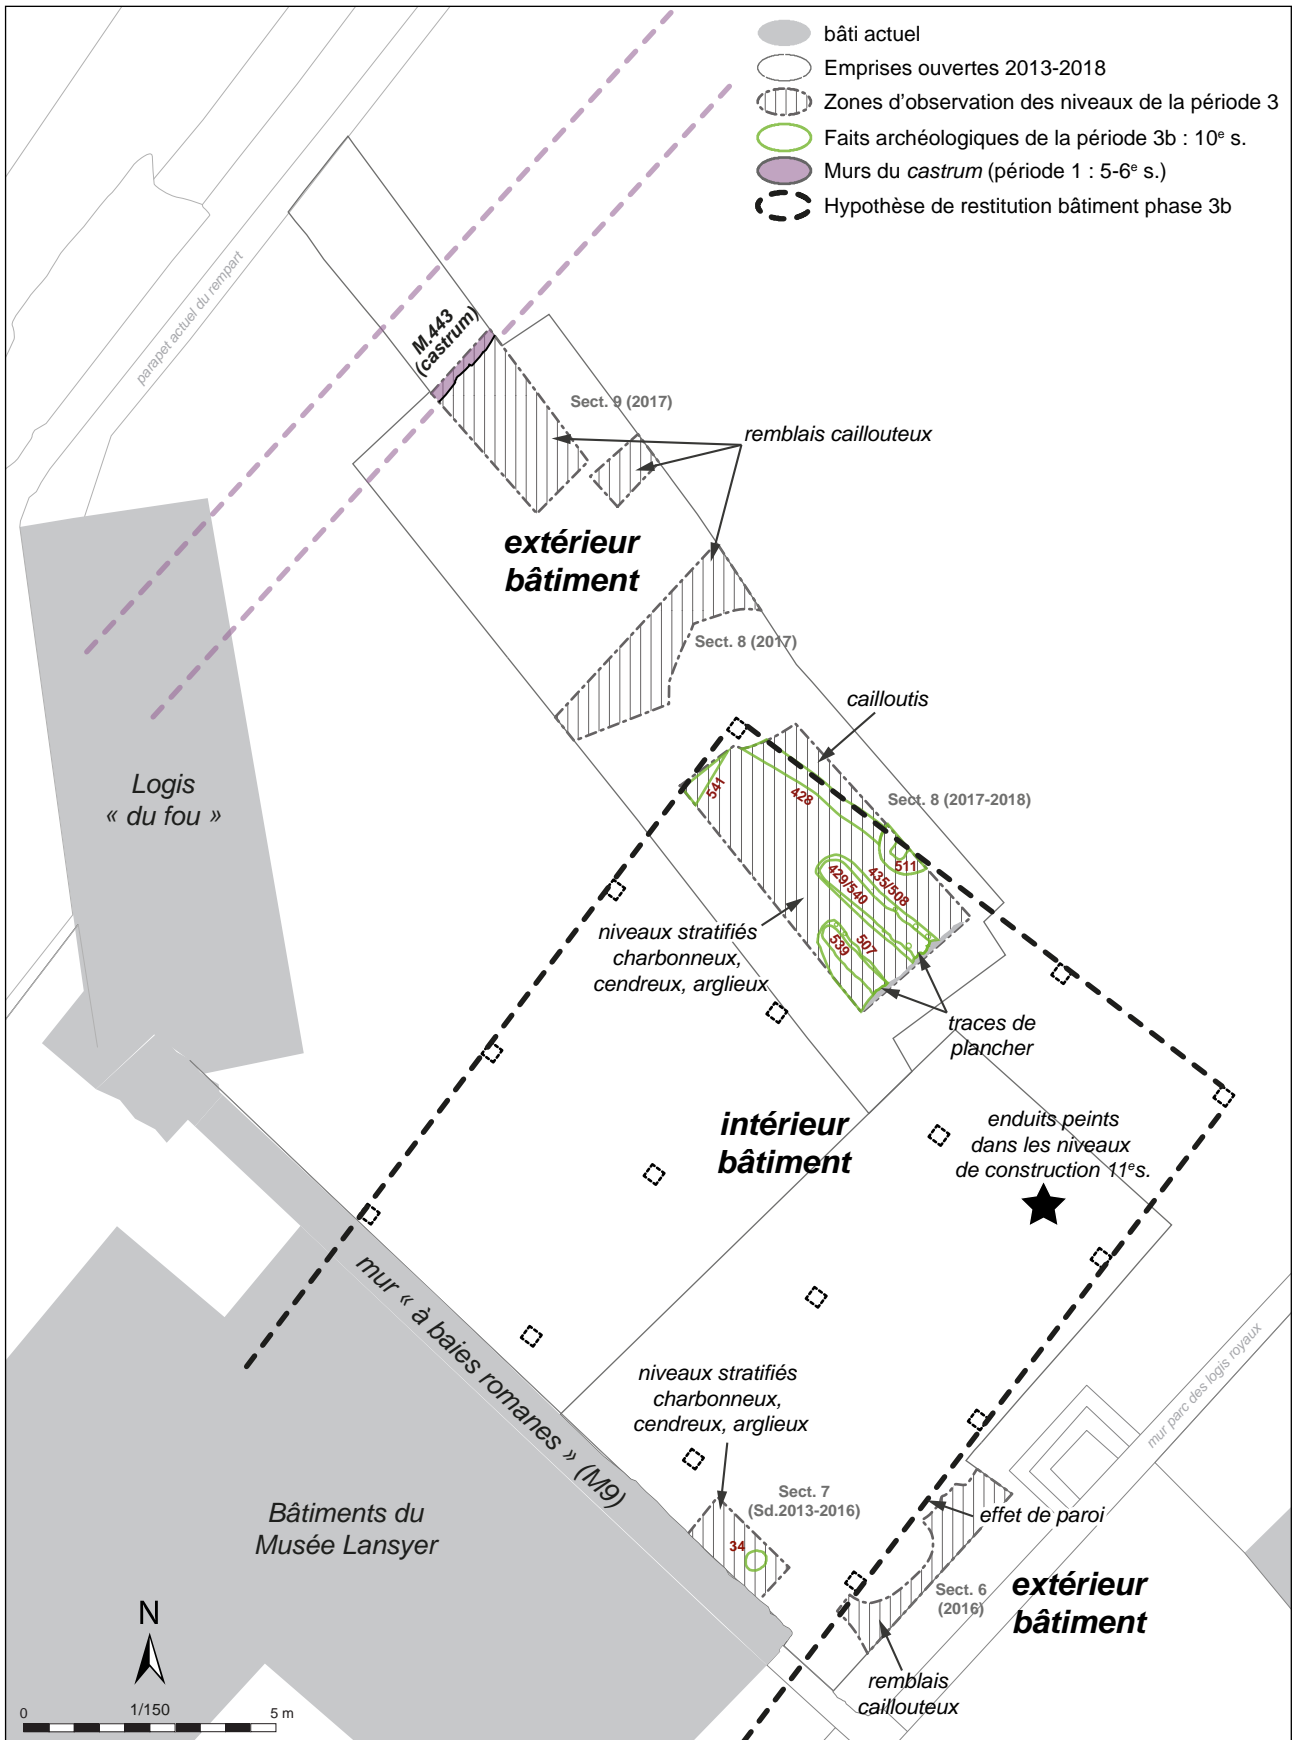 bâti actuel
Emprises ouvertes 2013-2018
Zones d'observation des niveaux de la période 3
Faits archéologiques de la période 3b : 10e s.
Murs du castrum (période 1 : 5-6e s.)
Hypothèse de restitution bâtiment phase 3b
parapet actuel du rempart
M.443
(castrum)
Sect. 9 (2017)
remblais caillouteux
extérieur
bâtiment
Sect. 8 (2017)
cailloutis
Logis
« du fou »
541
428
Sect. 8 (2017-2018)
511
435/508
429/540
507
539
niveaux stratifiés
charbonneux,
cendreux, arglieux
traces de
plancher
intérieur
bâtiment
enduits peints
dans les niveaux
de construction 11es.
mur « à baies romanes » (M9)
mur parc des logis royaux
niveaux stratifiés
charbonneux,
cendreux, arglieux
Sect. 7
(Sd.2013-2016)
34
effet de paroi
Bâtiments du
Musée Lansyer
Sect. 6
(2016)
extérieur
bâtiment
remblais
caillouteux
N
0
1/150
5 m